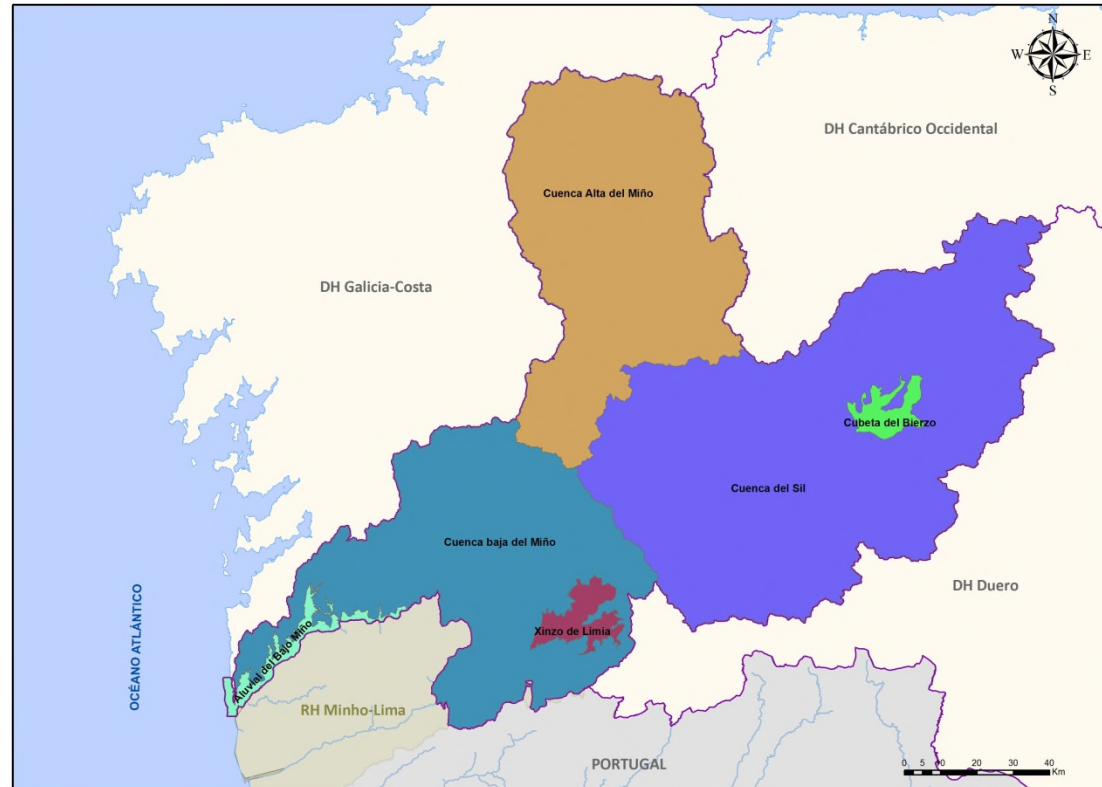 N
W E
S
DH Cantábrico Occidental
Cuenca Alta del Miño
DH Galicia-Costa
Cubeta del Bierzo
Cuenca del Sil
Cuenca baja del Miño
DH Duero
Xinzo de Limia
Aluvial del Bajo Miño
OCÉANO ATLÁNTICO
RH Minho-Lima
PORTUGAL
0 5 10 20 30 40
Km